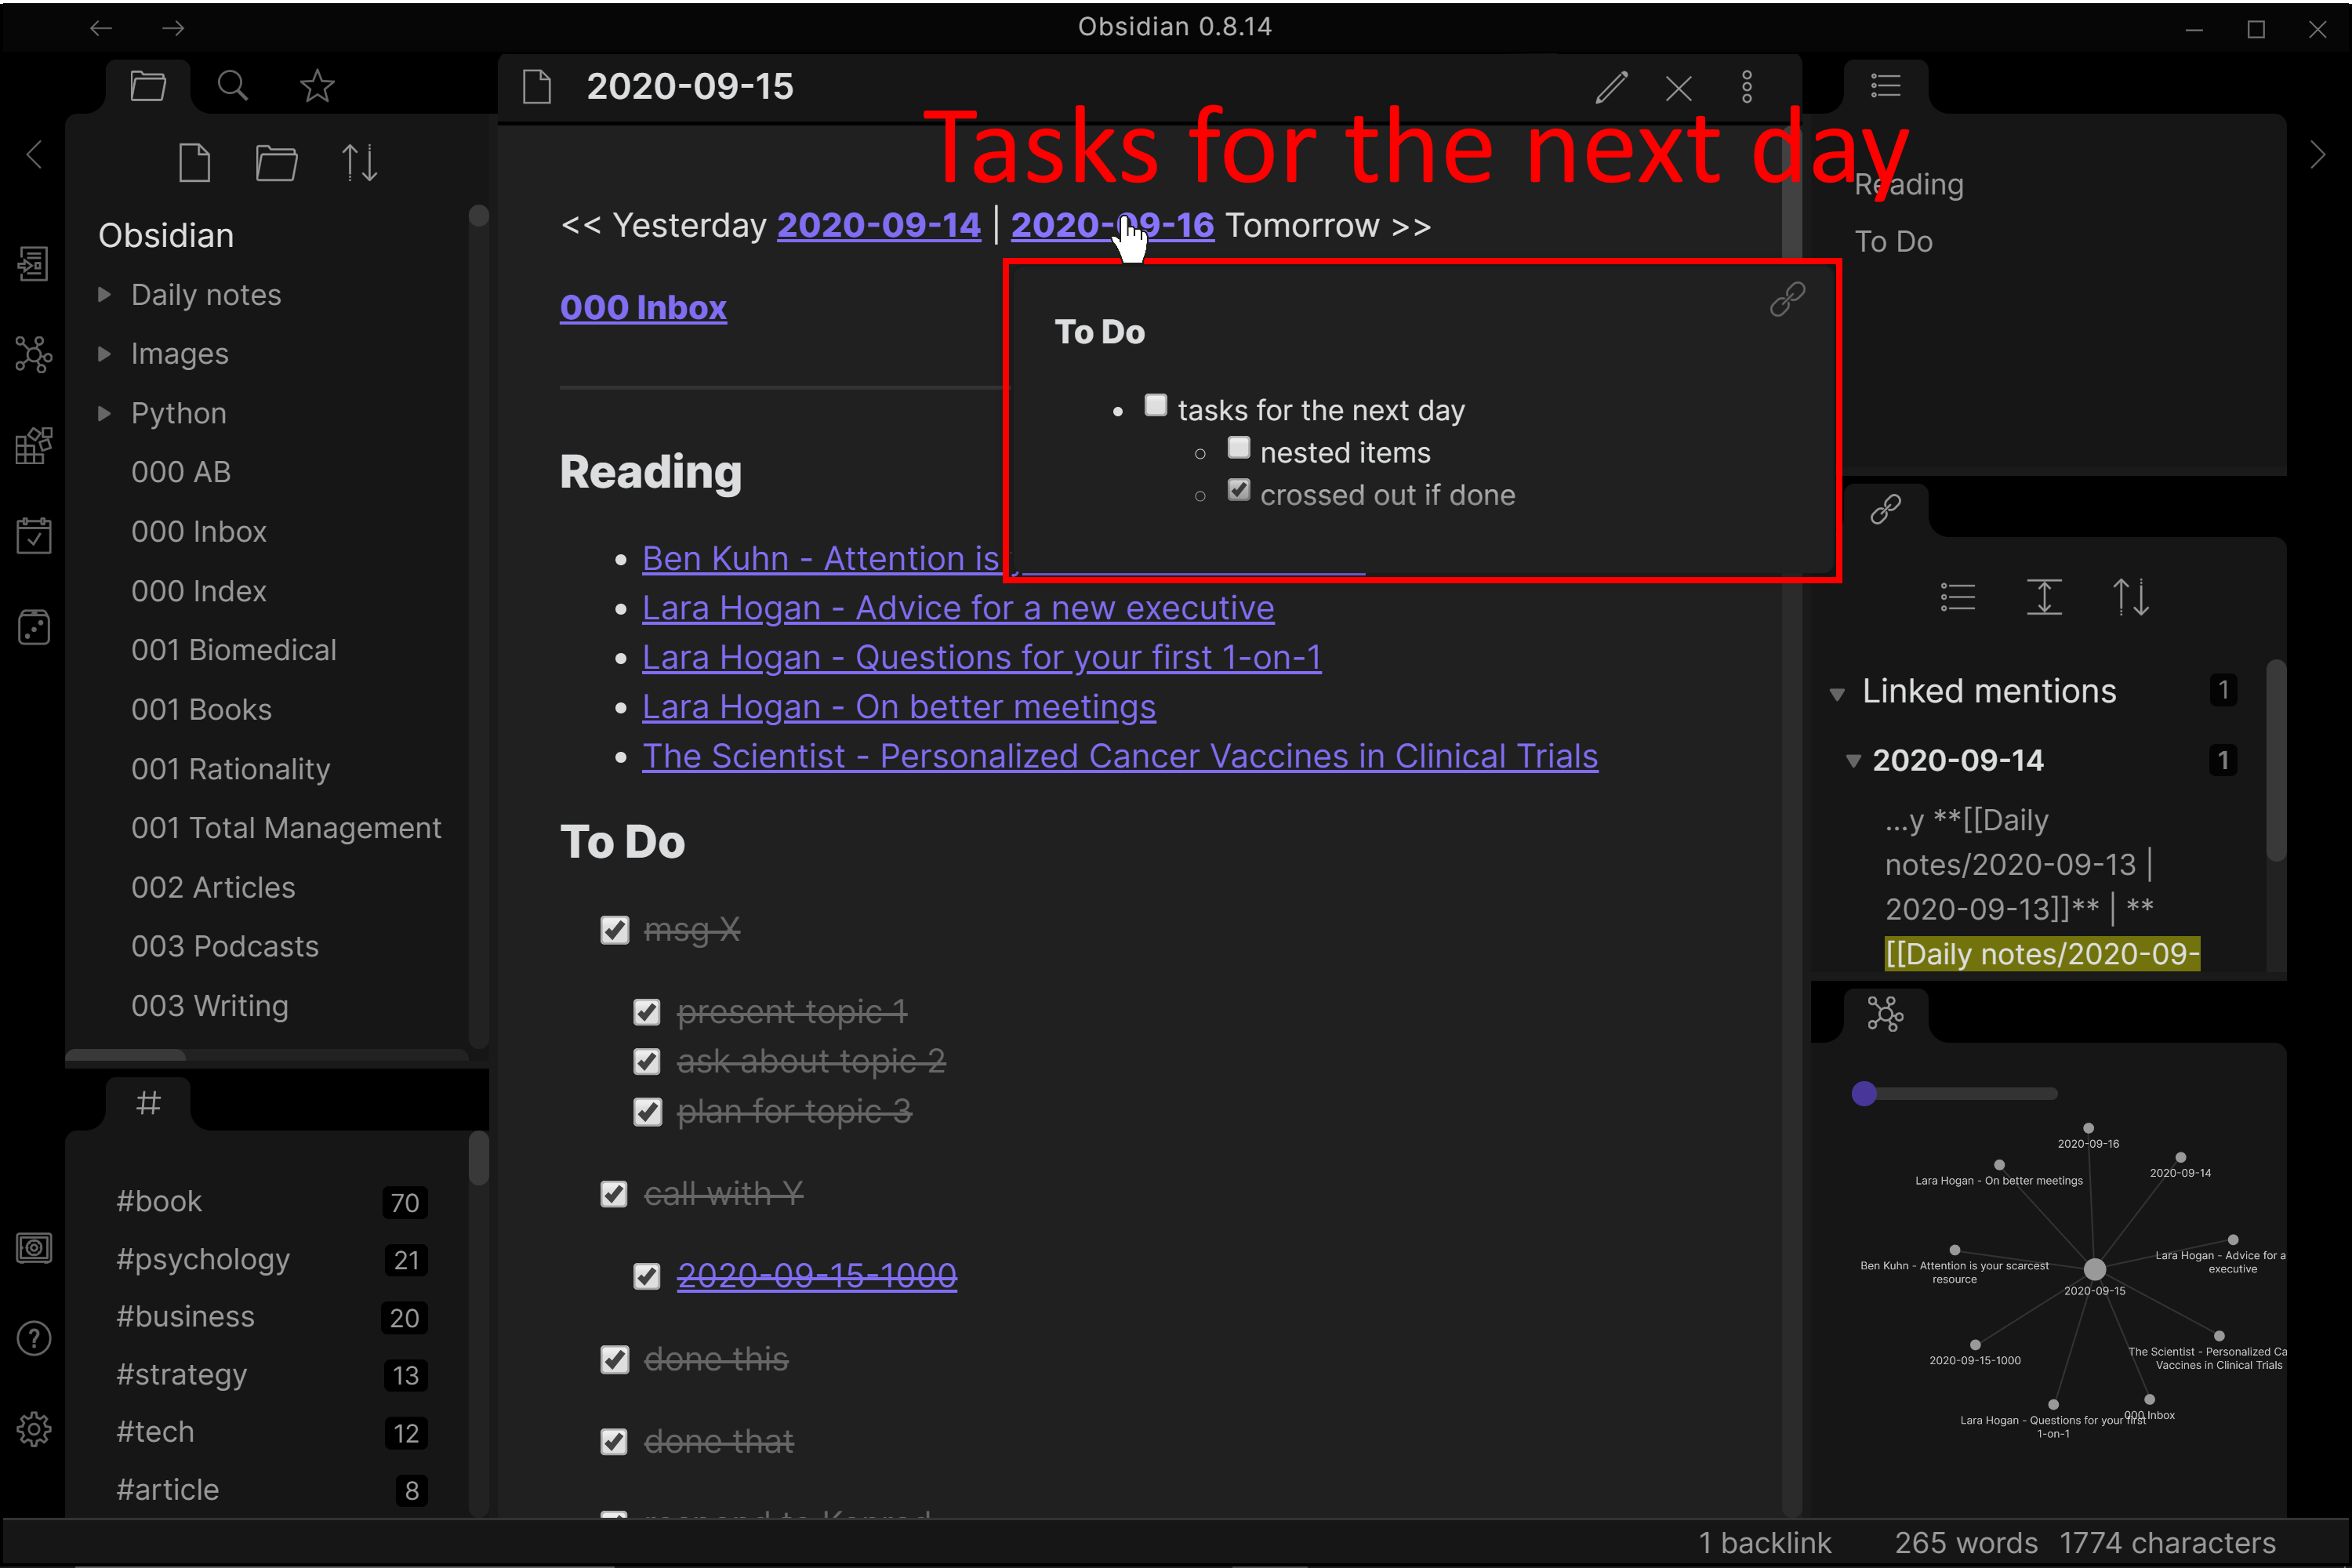 Obsidian 0.8.14
2020-09-15
Tasks for the next day
<< Yesterday 2020-09-14 | 2020-09-16 Tomorrow >>
000 Inbox
To Do
tasks for the next day
nested items
crossed out if done
Reading
Ben Kuhn - Attention is
Lara Hogan - Advice for a new executive
Lara Hogan - Questions for your first 1-on-1
Lara Hogan - On better meetings
The Scientist - Personalized Cancer Vaccines in Clinical Trials
To Do
msg X
present topic 1
ask about topic 2
plan for topic 3
call with Y
2020-09-15-1000
done this
done that
Obsidian
Daily notes
Images
Python
000 AB
000 Inbox
000 Index
001 Biomedical
001 Books
001 Rationality
001 Total Management
002 Articles
003 Podcasts
003 Writing
#
#book 70
#psychology 21
#business 20
#strategy 13
#tech 12
#article 8
Reading
To Do
Linked mentions 1
2020-09-14 1
...y **[[Daily
notes/2020-09-13 |
2020-09-13]]** | **
[[Daily notes/2020-09-
2020-09-16
2020-09-14
Lara Hogan - On better meetings
Lara Hogan - Advice for a
executive
Ben Kuhn - Attention is your scarcest
resource
2020-09-15
2020-09-15-1000
The Scientist - Personalized Ca
Vaccines in Clinical Trials
Lara Hogan - Questions for your first
1-on-1
000 Inbox
1 backlink 265 words 1774 characters